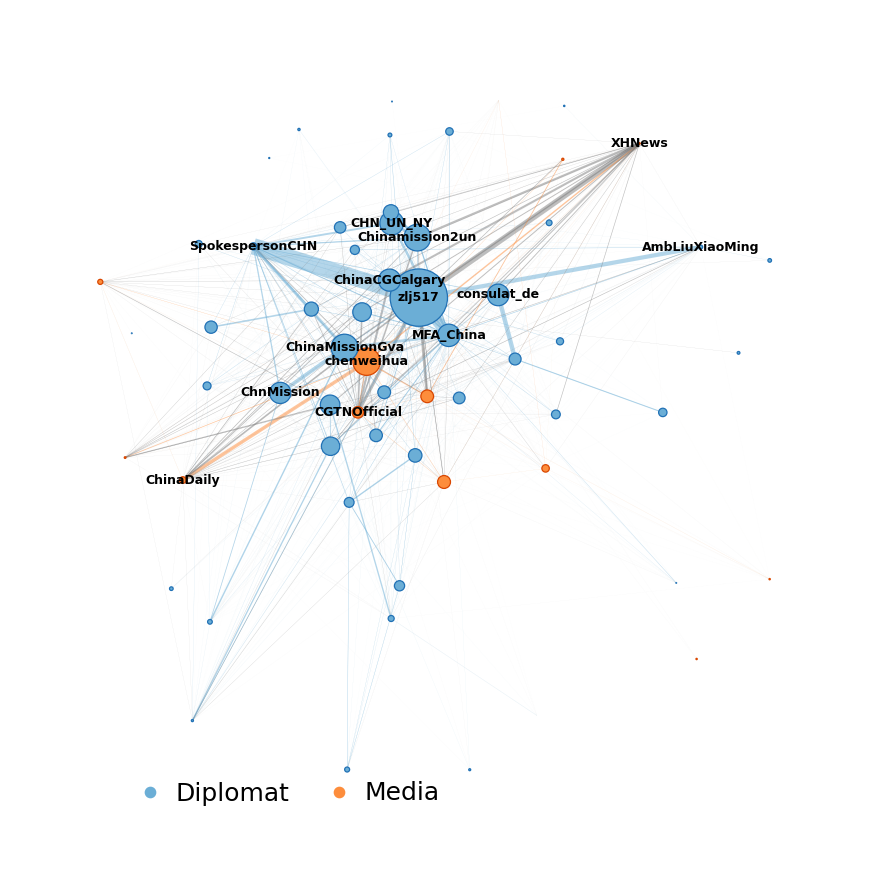 XHNews
CHN_UN_NY
Chinamission2un
SpokespersonCHN
AmbLiuXiaoMing
ChinaCGCalgary
zlj517
consulat_de
MFA_China
ChinaMissionGva
chenweihua
ChnMission
CGTNOfficial
ChinaDaily
Diplomat
Media